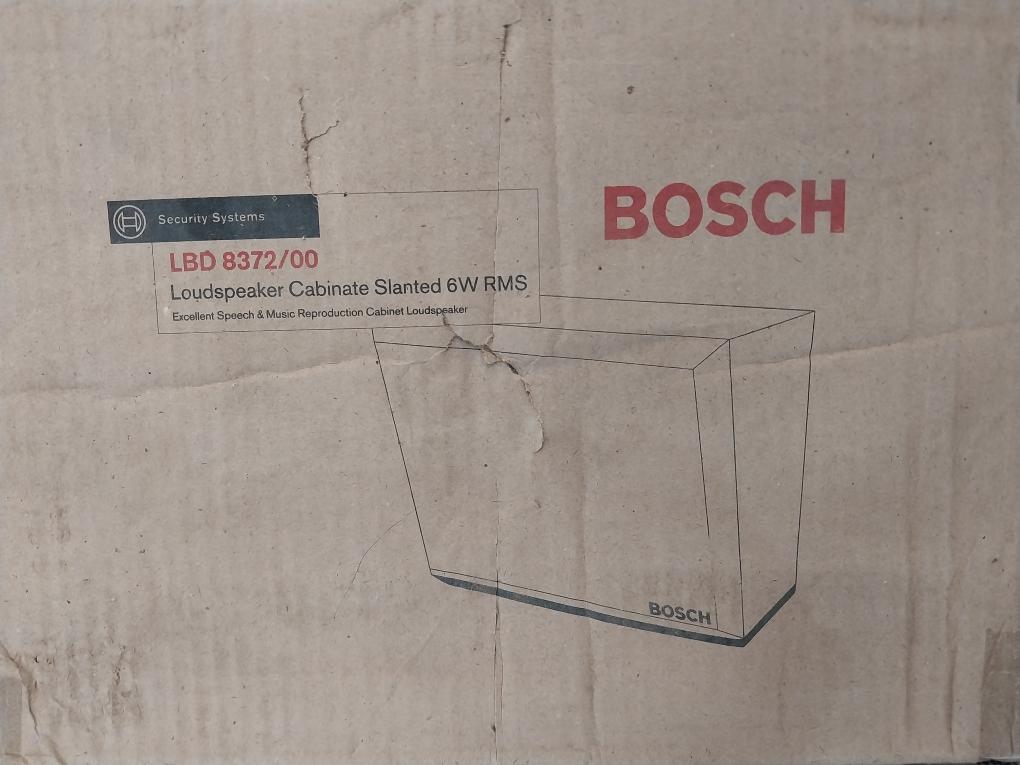 Security Systems
BOSCH
LBD 8372/00
Loudspeaker Cabinate Slanted 6W RMS
Excellent Speech & Music Reproduction Cabinet Loudspeaker
BOSCH